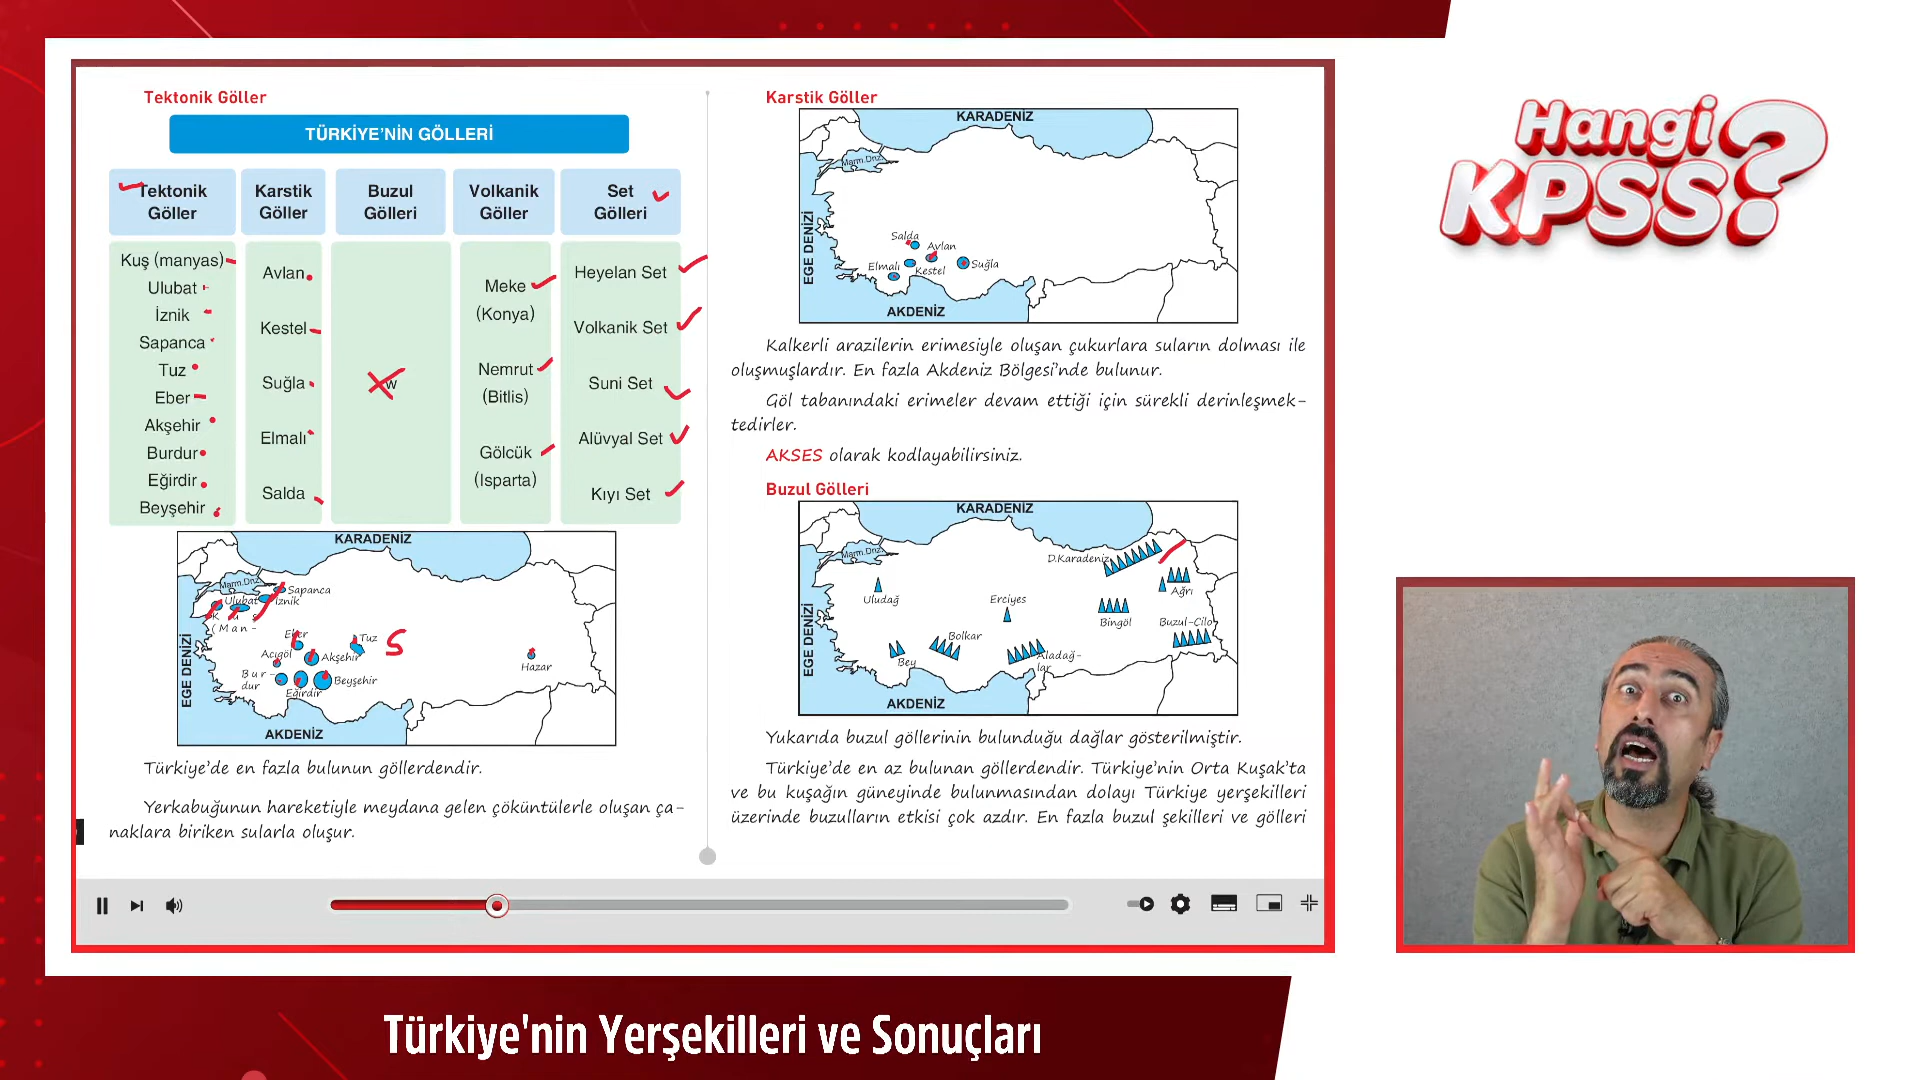 Tektonik Göller
TÜRKİYE'NİN GÖLLERİ
Tektonik Göller
Karstik Göller
Buzul Gölleri
Volkanik Göller
Set Gölleri
Kuş (manyas)
Ulubat
İznik
Sapanca
Tuz
Eber
Akşehir
Burdur
Eğirdir
Beyşehir
Avlan
Kestel
Suğla
Elmalı
Salda
w
Meke
(Konya)
Nemrut
(Bitlis)
Gölcük
(Isparta)
Heyelan Set
Volkanik Set
Suni Set
Alüvyal Set
Kıyı Set
KARADENİZ
Marm.Dnz.
EGE DENİZİ
AKDENİZ
Sapanca
İznik
Ulubat
K u ş
(M a n -
Eber
Tuz
S
Acıgöl
Akşehir
B u r -
dur
Eğirdir
Beyşehir
Hazar
Türkiye'de en fazla bulunun göllerdendir.
Yerkabuğunun hareketiyle meydana gelen çöküntülerle oluşan ça-
naklara biriken sularla oluşur.
Karstik Göller
KARADENİZ
Marm.Dnz.
EGE DENİZİ
AKDENİZ
Salda
Avlan
Elmalı
Kestel
Suğla
Kalkerli arazilerin erimesiyle oluşan çukurlara suların dolması ile
oluşmuşlardır. En fazla Akdeniz Bölgesi'nde bulunur.
Göl tabanındaki erimeler devam ettiği için sürekli derinleşmek-
tedirler.
AKSES olarak kodlayabilirsiniz.
Buzul Gölleri
KARADENİZ
Marm.Dnz.
EGE DENİZİ
AKDENİZ
D.Karadeniz
Uludağ
Erciyes
Ağrı
Bingöl
Buzul-Cilo
Bey
Bolkar
Aladağ-
lar
Yukarıda buzul göllerinin bulunduğu dağlar gösterilmiştir.
Türkiye'de en az bulunan göllerdendir. Türkiye'nin Orta Kuşak'ta
ve bu kuşağın güneyinde bulunmasından dolayı Türkiye yerşekilleri
üzerinde buzulların etkisi çok azdır. En fazla buzul şekilleri ve gölleri
Hangi
KPSS?
Türkiye'nin Yerşekilleri ve Sonuçları